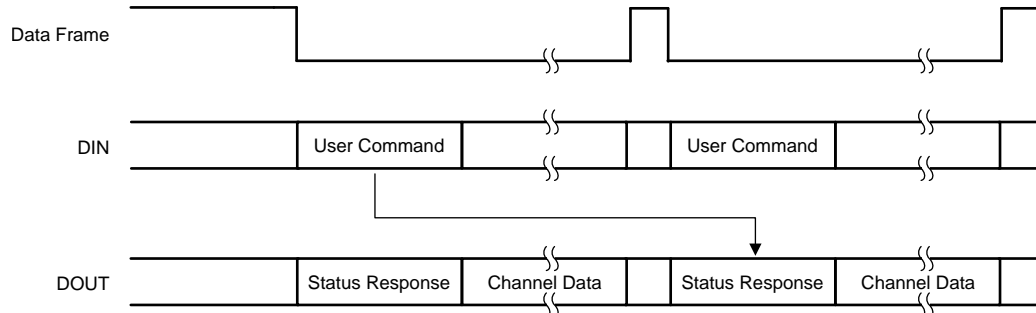 Data Frame
DIN
User Command
User Command
DOUT
Status Response
Channel Data
Status Response
Channel Data